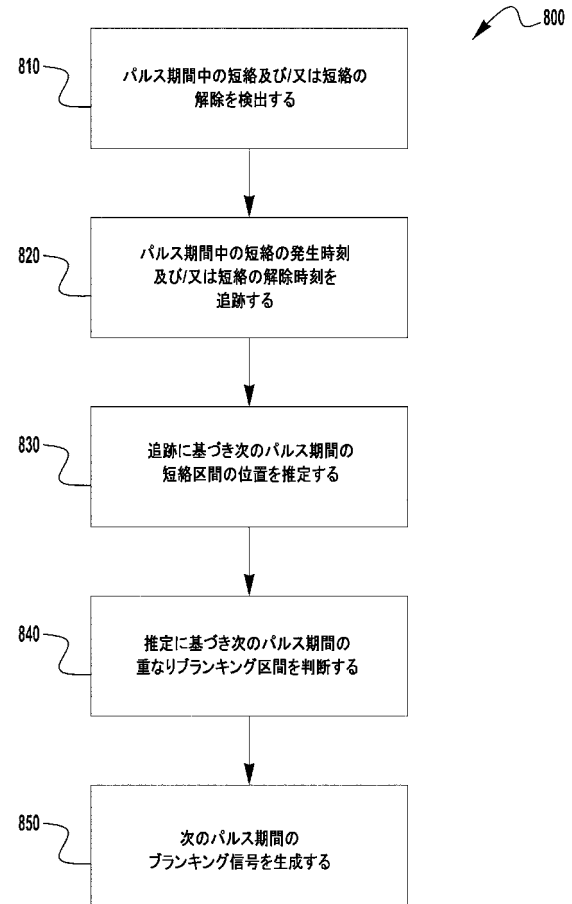 800
810
パルス期間中の短絡及び/又は短絡の
解除を検出する
820
パルス期間中の短絡の発生時刻
及び/又は短絡の解除時刻を
追跡する
830
追跡に基づき次のパルス期間の
短絡区間の位置を推定する
840
推定に基づき次のパルス期間の
重なりブランキング区間を判断する
850
次のパルス期間の
ブランキング信号を生成する